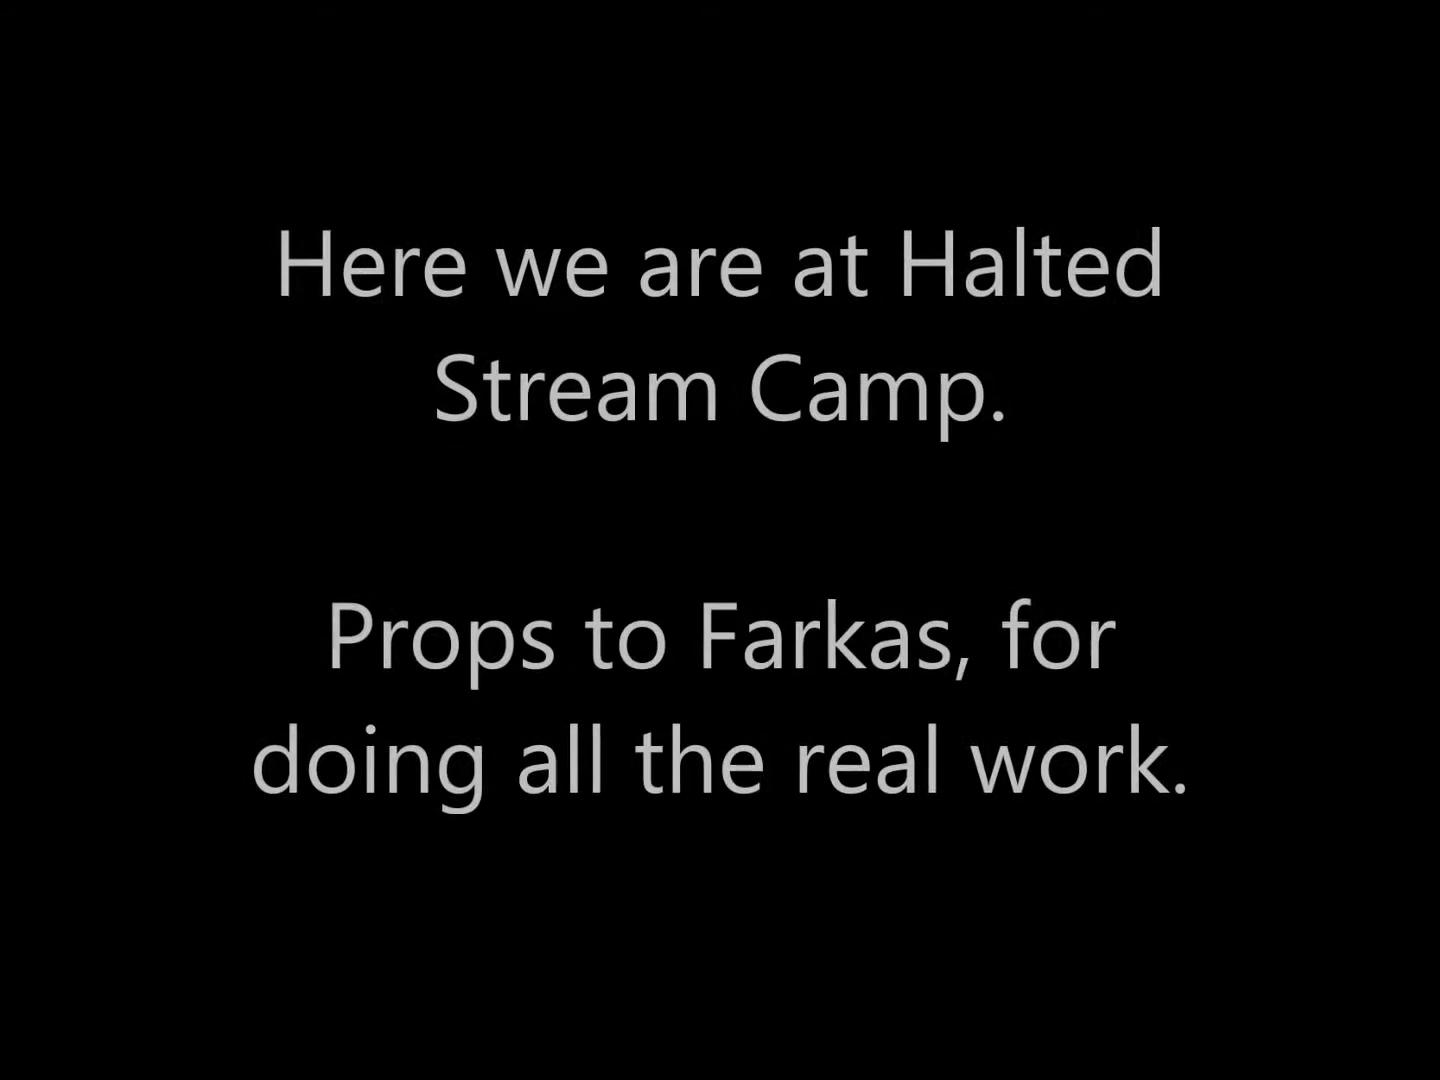 Here we are at Halted
Stream Camp.
Props to Farkas, for
doing all the real work.